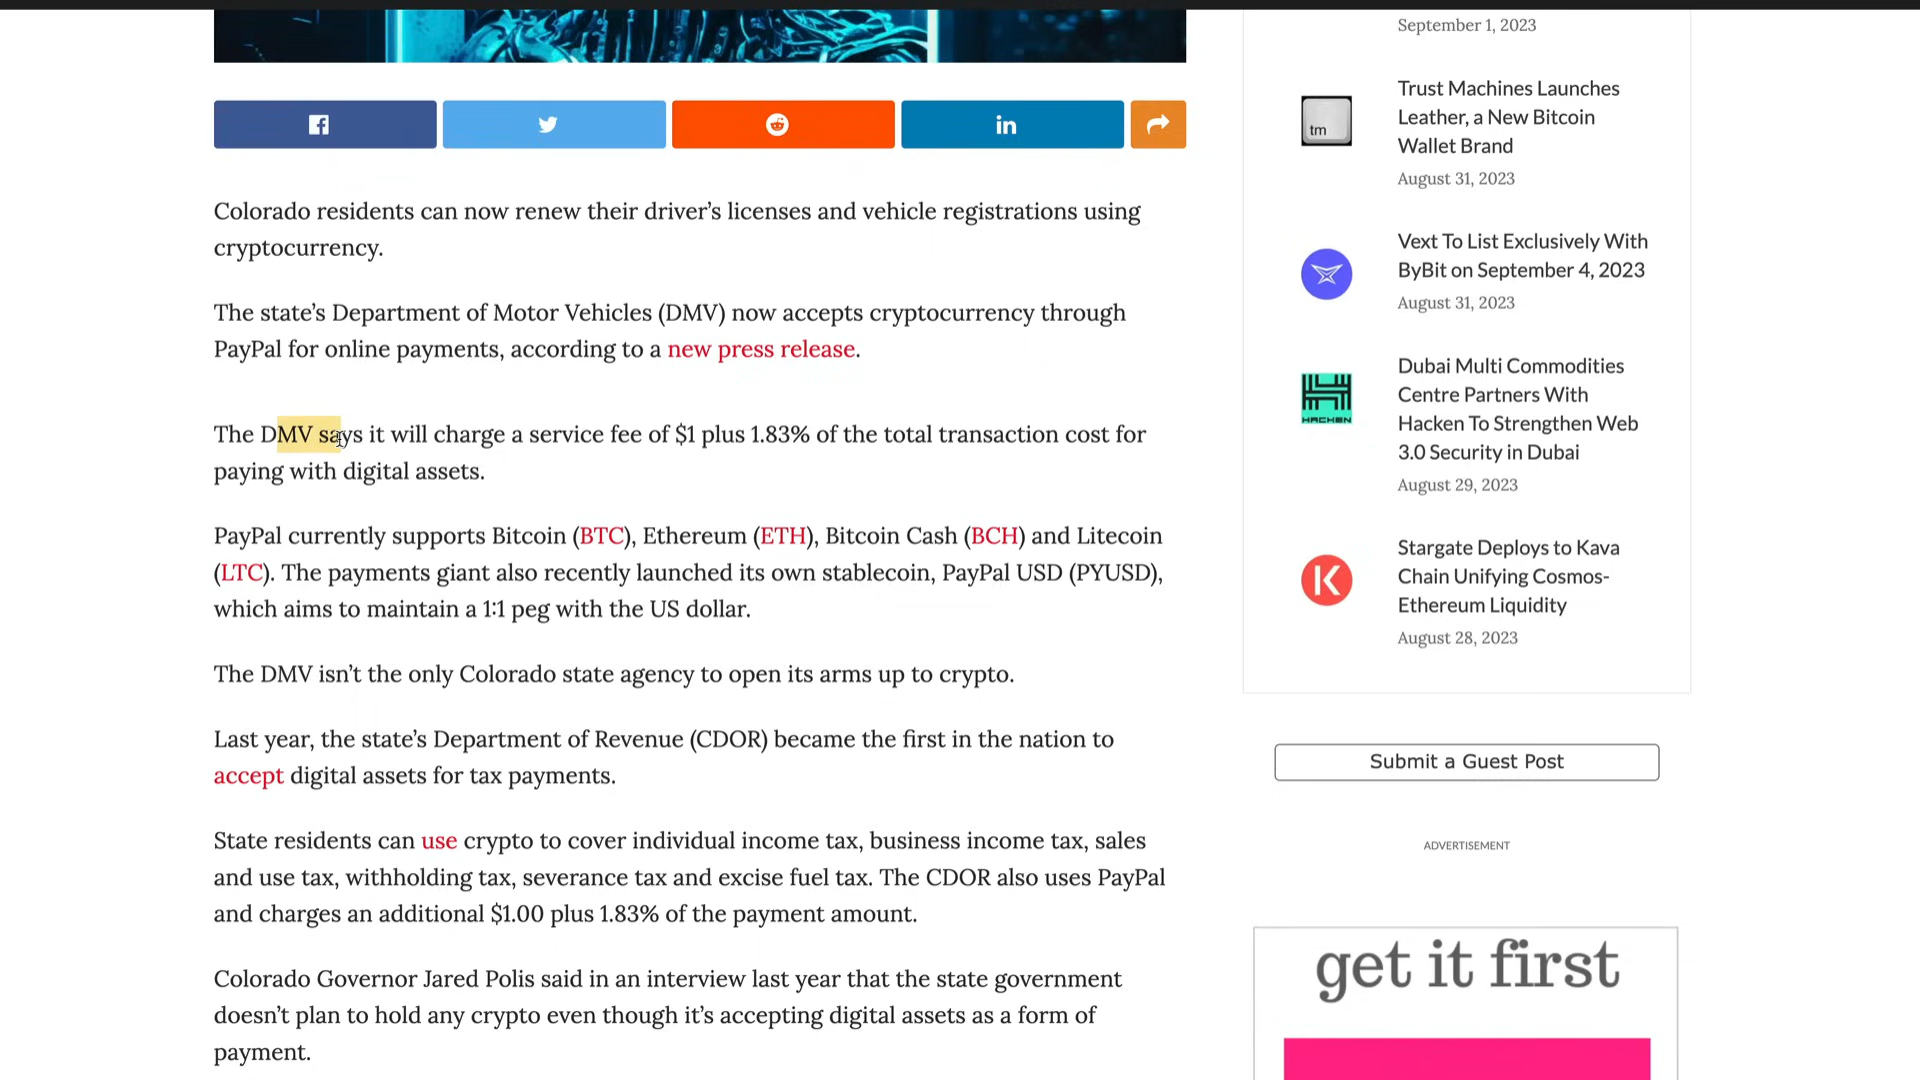 Colorado residents can now renew their driver’s licenses and vehicle registrations using
cryptocurrency.
The state’s Department of Motor Vehicles (DMV) now accepts cryptocurrency through
PayPal for online payments, according to a new press release.
The DMV says it will charge a service fee of $1 plus 1.83% of the total transaction cost for
paying with digital assets.
PayPal currently supports Bitcoin (BTC), Ethereum (ETH), Bitcoin Cash (BCH) and Litecoin
(LTC). The payments giant also recently launched its own stablecoin, PayPal USD (PYUSD),
which aims to maintain a 1:1 peg with the US dollar.
The DMV isn’t the only Colorado state agency to open its arms up to crypto.
Last year, the state’s Department of Revenue (CDOR) became the first in the nation to
accept digital assets for tax payments.
State residents can use crypto to cover individual income tax, business income tax, sales
and use tax, withholding tax, severance tax and excise fuel tax. The CDOR also uses PayPal
and charges an additional $1.00 plus 1.83% of the payment amount.
Colorado Governor Jared Polis said in an interview last year that the state government
doesn’t plan to hold any crypto even though it’s accepting digital assets as a form of
payment.
September 1, 2023
tm
Trust Machines Launches
Leather, a New Bitcoin
Wallet Brand
August 31, 2023
Vext To List Exclusively With
ByBit on September 4, 2023
August 31, 2023
HACKEN
Dubai Multi Commodities
Centre Partners With
Hacken To Strengthen Web
3.0 Security in Dubai
August 29, 2023
Stargate Deploys to Kava
Chain Unifying Cosmos-
Ethereum Liquidity
August 28, 2023
Submit a Guest Post
ADVERTISEMENT
get it first